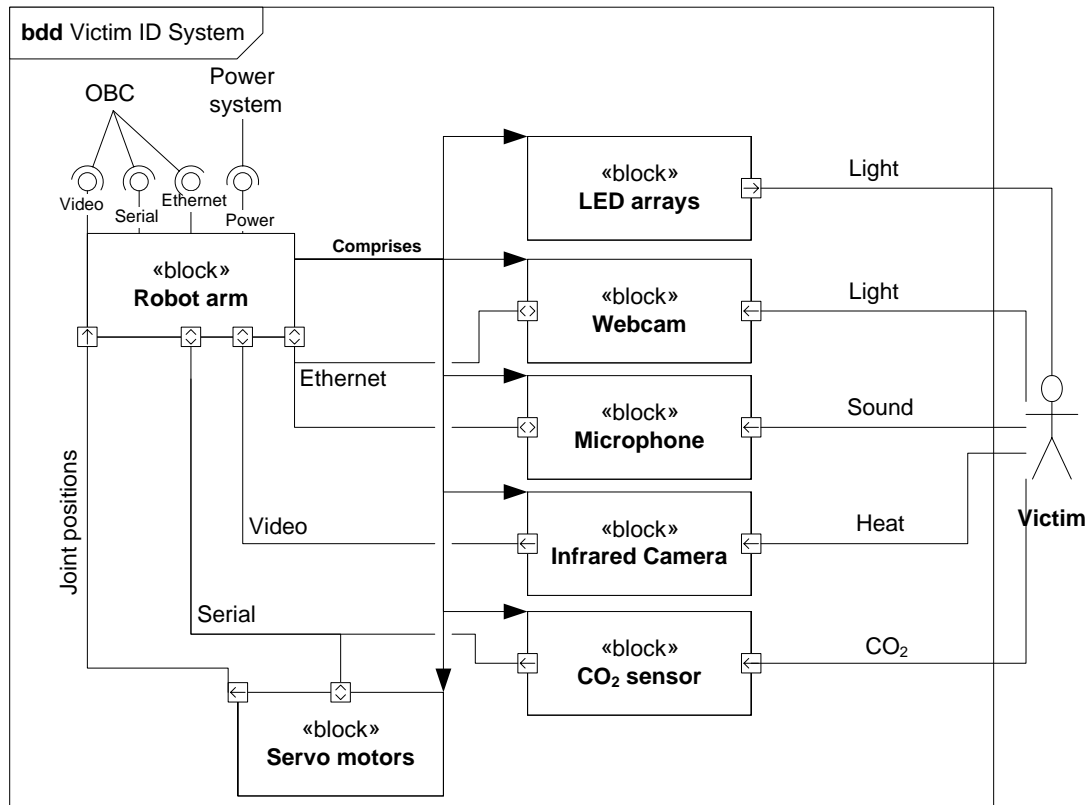 bdd Victim ID System
OBC
Power
system
Video
Serial
Ethernet
Power
«block»
Robot arm
Comprises
«block»
LED arrays
Light
«block»
Webcam
Light
Ethernet
«block»
Microphone
Sound
Joint positions
Video
«block»
Infrared Camera
Heat
Victim
Serial
«block»
CO₂ sensor
CO₂
«block»
Servo motors